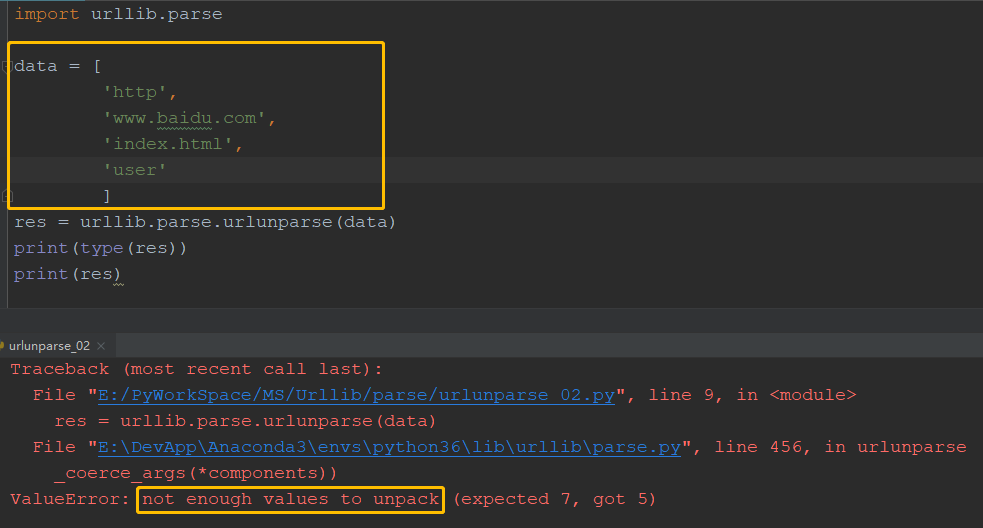 import urllib.parse
data = [
'http',
'www.baidu.com',
'index.html',
'user'
]
res = urllib.parse.urlunparse(data)
print(type(res))
print(res)
urlunparse_02 ×
Traceback (most recent call last):
File "E:/PyWorkSpace/MS/Urllib/parse/urlunparse_02.py", line 9, in <module>
res = urllib.parse.urlunparse(data)
File "E:\DevApp\Anaconda3\envs\python36\lib\urllib\parse.py", line 456, in urlunparse
_coerce_args(*components))
ValueError: not enough values to unpack (expected 7, got 5)